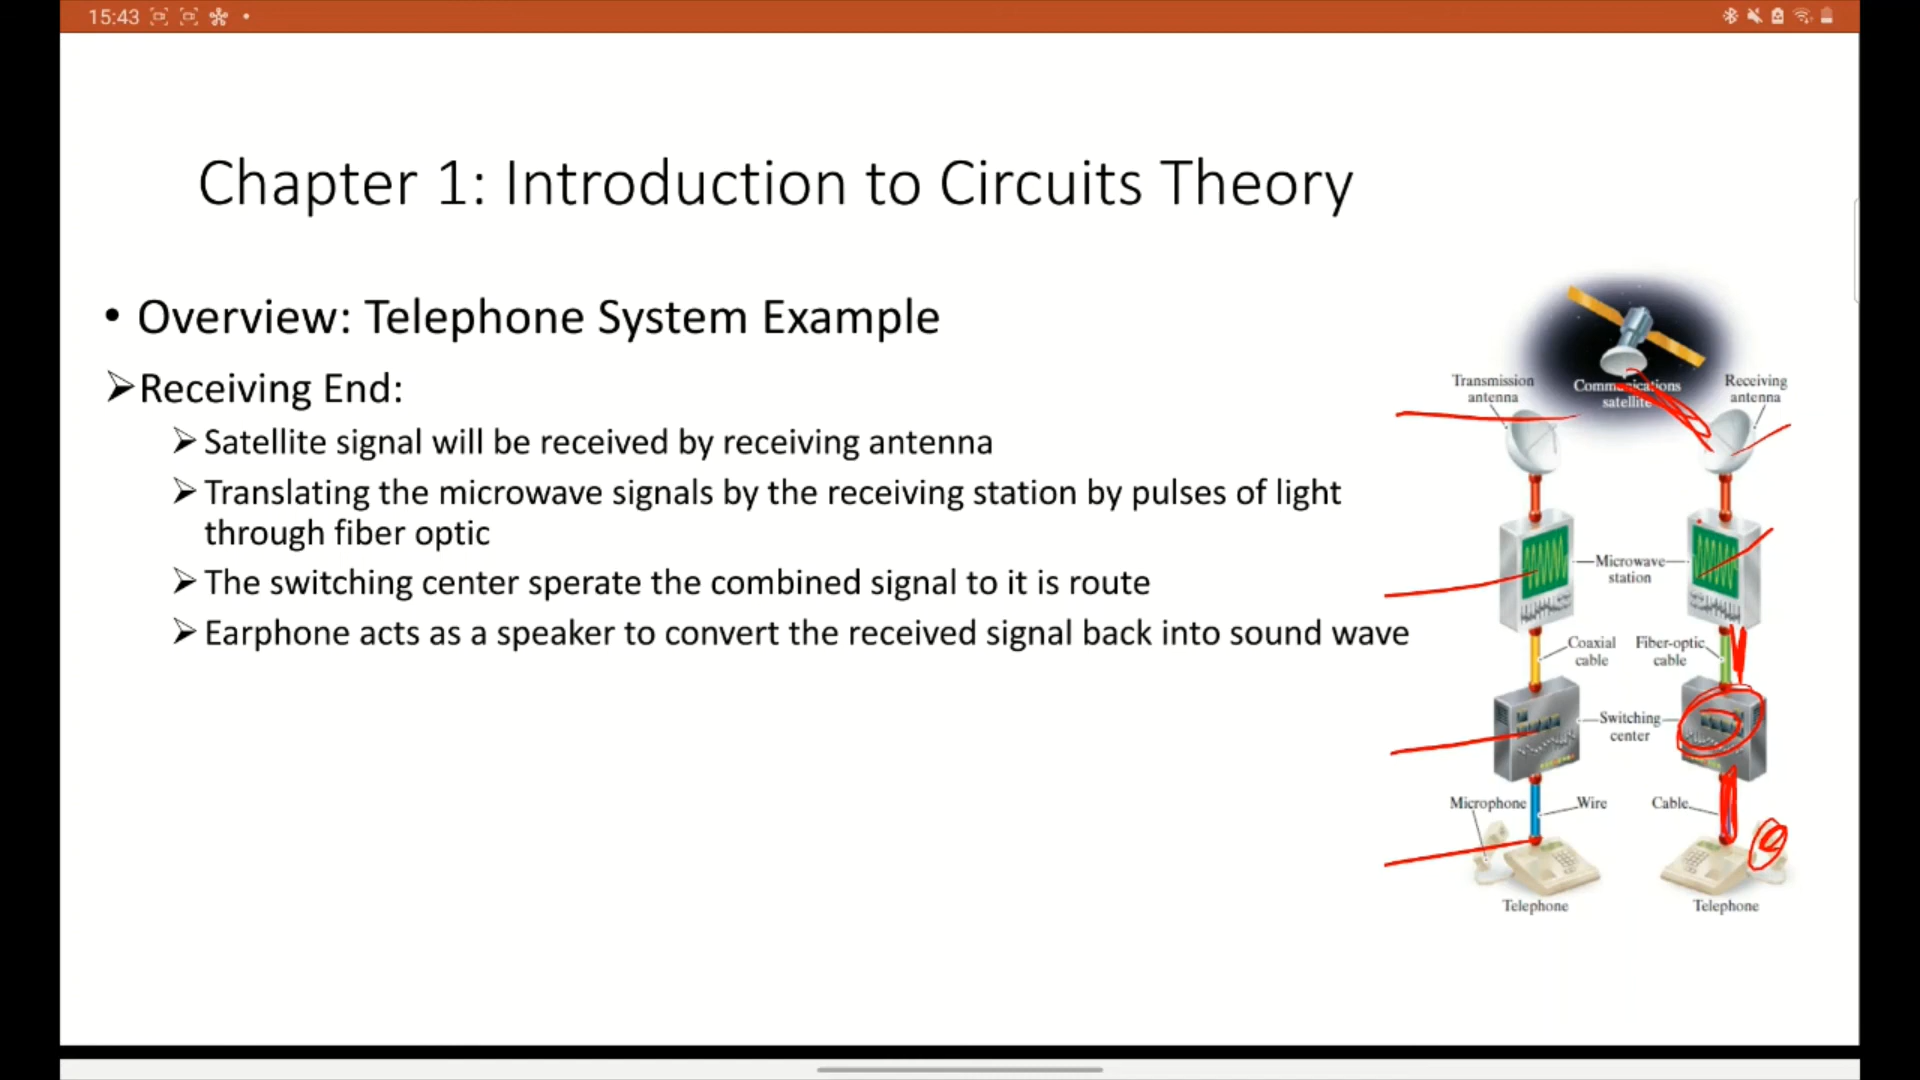 15:43
Chapter 1: Introduction to Circuits Theory
• Overview: Telephone System Example
➢Receiving End:
➢Satellite signal will be received by receiving antenna
➢Translating the microwave signals by the receiving station by pulses of light
through fiber optic
➢The switching center sperate the combined signal to it is route
➢Earphone acts as a speaker to convert the received signal back into sound wave
Transmission
antenna
Communications
satellite
Receiving
antenna
Microwave
station
Coaxial
cable
Fiber-optic
cable
Switching
center
Microphone
Wire
Cable
Telephone
Telephone